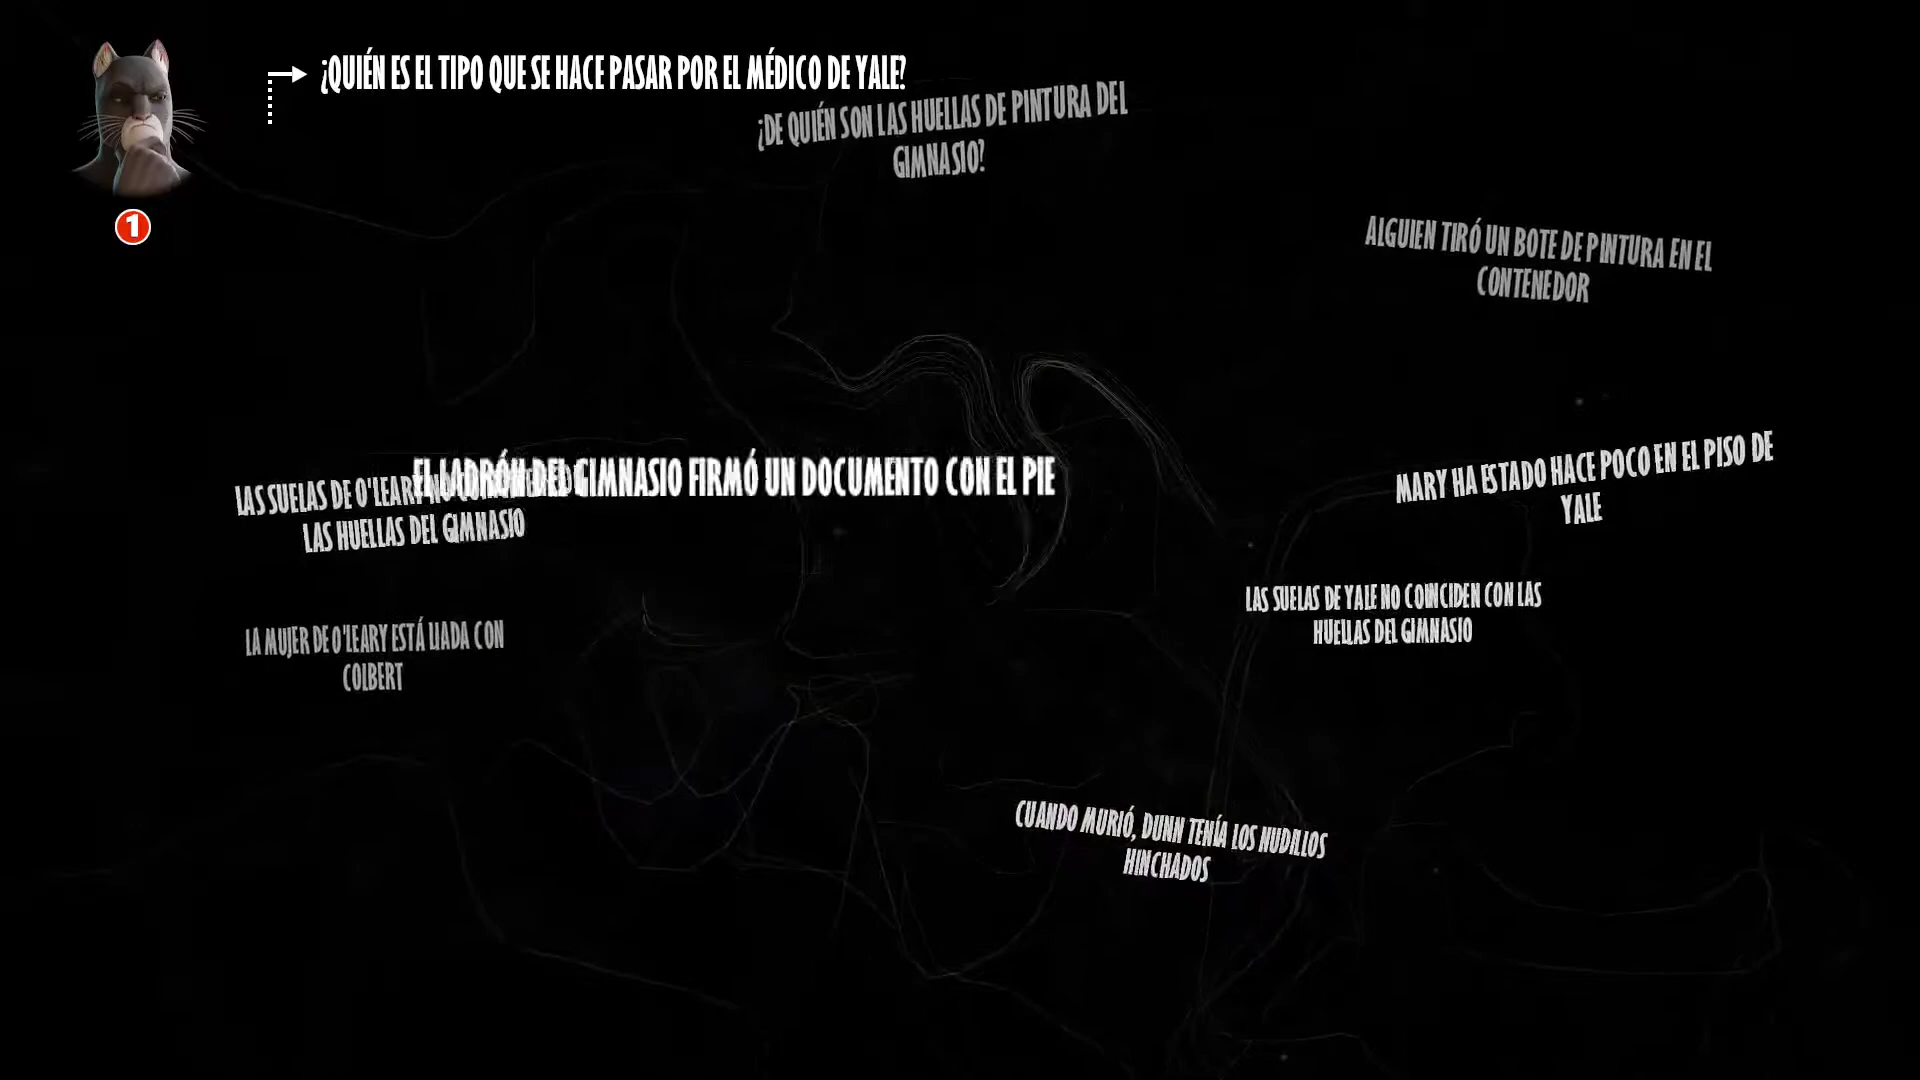 ¿QUIÉN ES EL TIPO QUE SE HACE PASAR POR EL MÉDICO DE YALE?
¿DE QUIÉN SON LAS HUELLAS DE PINTURA DEL
GIMNASIO?
1
ALGUIEN TIRÓ UN BOTE DE PINTURA EN EL
CONTENEDOR
EL LADRÓN DEL GIMNASIO FIRMÓ UN DOCUMENTO CON EL PIE
LAS SUELAS DE O'LEARY NO
LAS HUELLAS DEL GIMNASIO
MARY HA ESTADO HACE POCO EN EL PISO DE
YALE
LAS SUELAS DE YALE NO COINCIDEN CON LAS
HUELLAS DEL GIMNASIO
LA MUJER DE O'LEARY ESTÁ LIADA CON
COLBERT
CUANDO MURIÓ, DUNN TENÍA LOS NUDILLOS
HINCHADOS